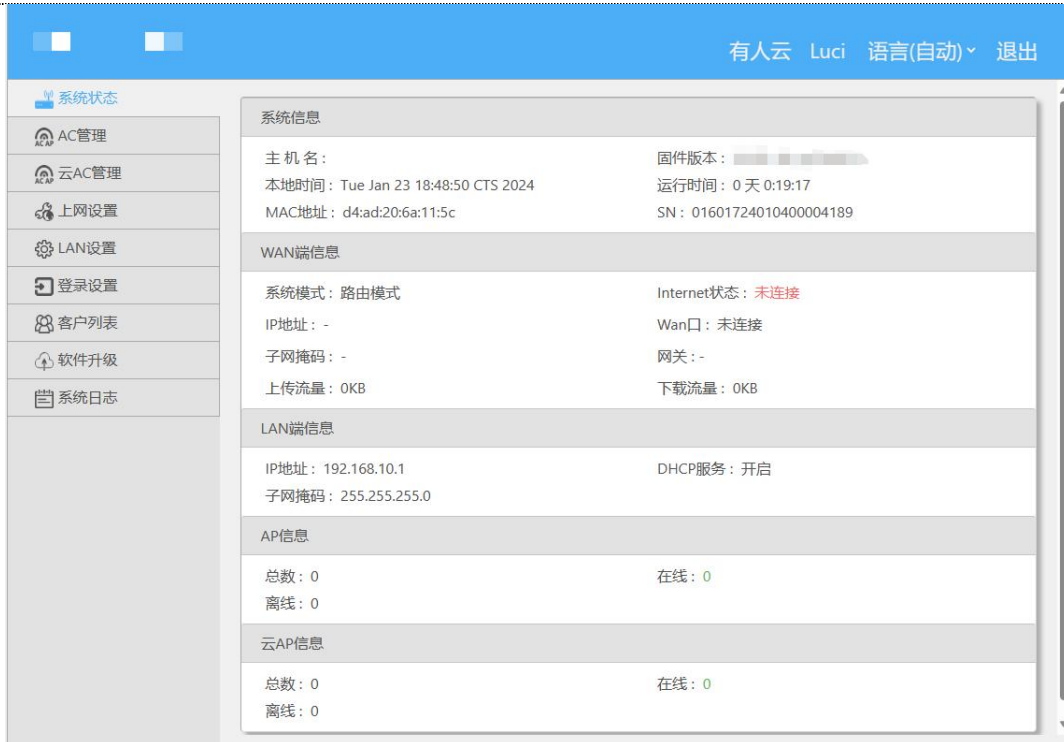 有人云 Luci 语言(自动) 退出
系统状态
AC管理
云AC管理
上网设置
LAN设置
登录设置
客户列表
软件升级
系统日志
系统信息
主 机 名：
固件版本：
本地时间：Tue Jan 23 18:48:50 CTS 2024
运行时间：0 天 0:19:17
MAC地址：d4:ad:20:6a:11:5c
SN：01601724010400004189
WAN端信息
系统模式：路由模式
Internet状态：未连接
IP地址：-
Wan口：未连接
子网掩码：-
网关：-
上传流量：0KB
下载流量：0KB
LAN端信息
IP地址：192.168.10.1
DHCP服务：开启
子网掩码：255.255.255.0
AP信息
总数：0
在线：0
离线：0
云AP信息
总数：0
在线：0
离线：0